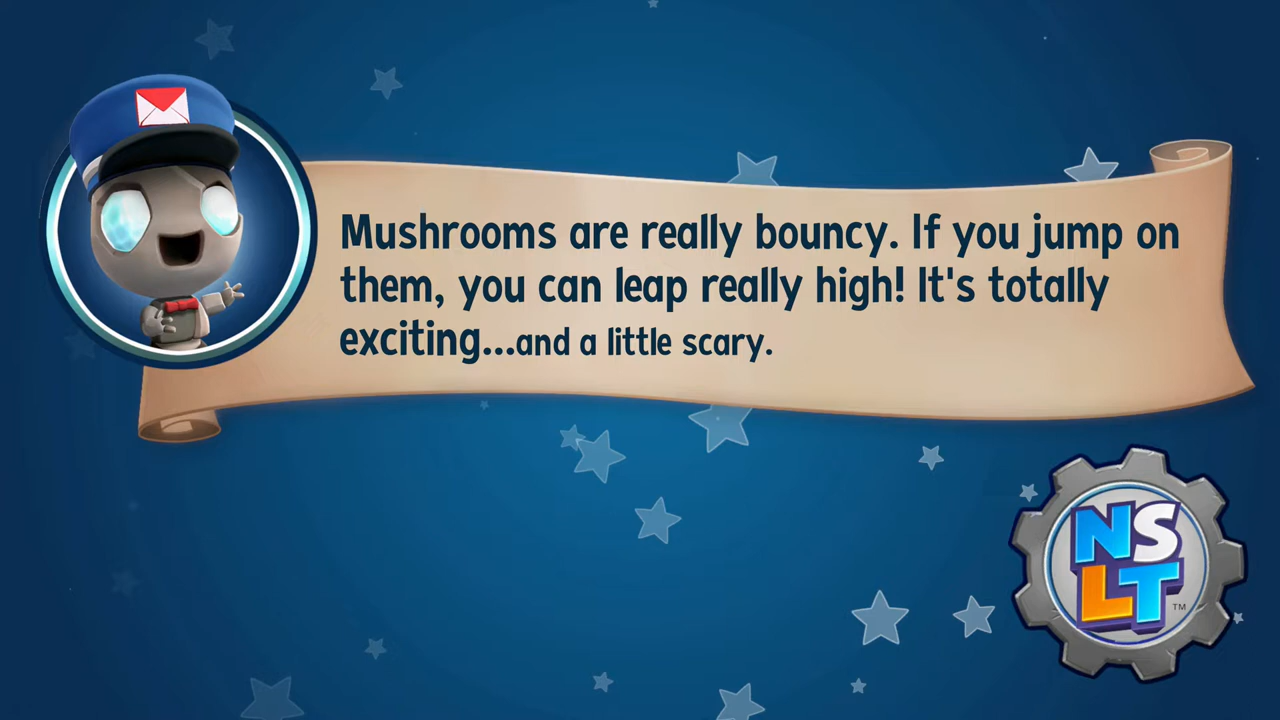 Mushrooms are really bouncy. If you jump on
them, you can leap really high! It's totally
exciting...and a little scary.
NS
LT
TM